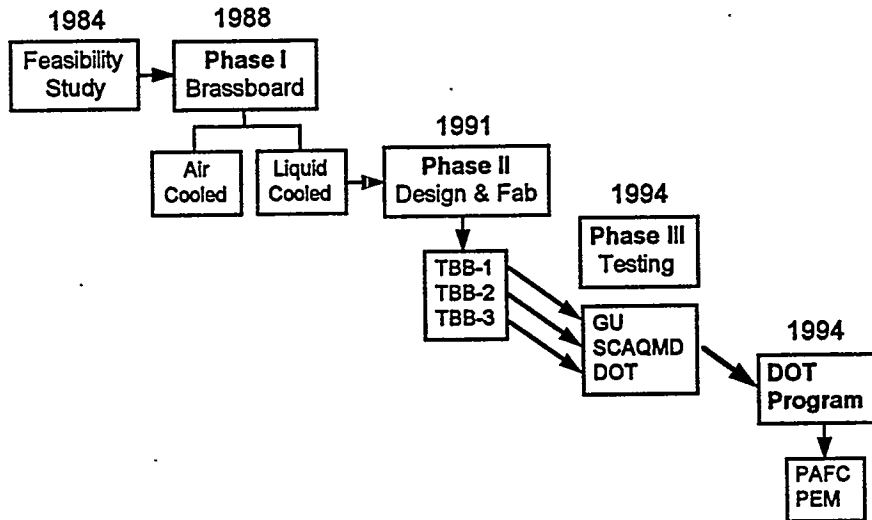 1984
Feasibility
Study
1988
Phase I
Brassboard
Air
Cooled
Liquid
Cooled
1991
Phase II
Design & Fab
TBB-1
TBB-2
TBB-3
1994
Phase III
Testing
GU
SCAQMD
DOT
1994
DOT
Program
PAFC
PEM